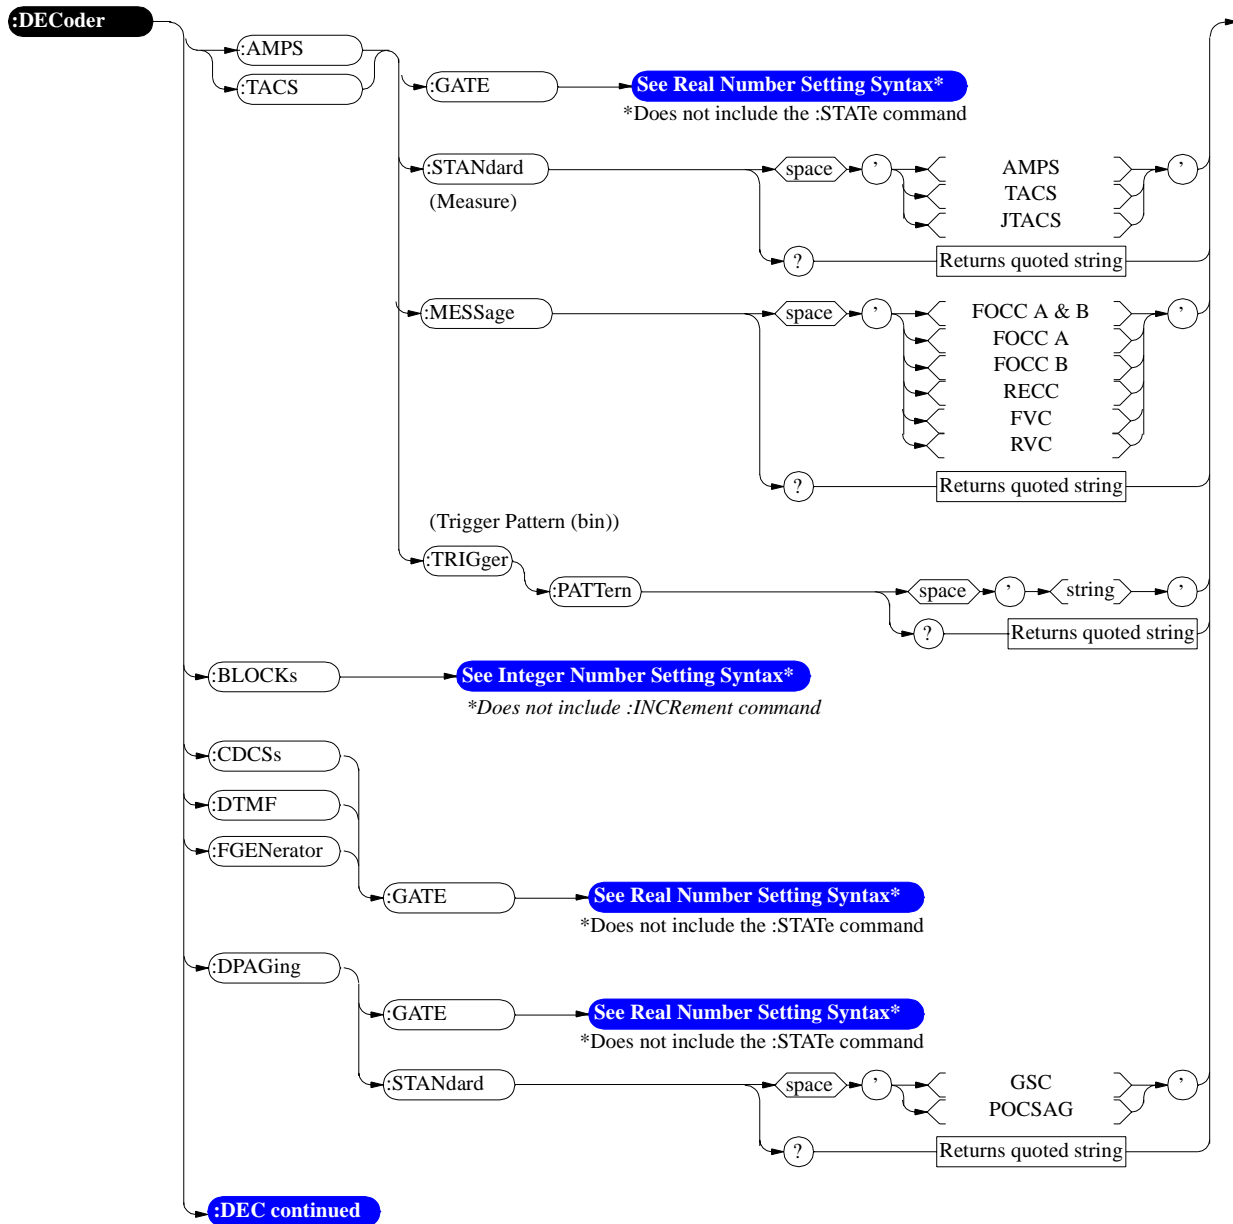 :DECoder
:AMPS
:TACS
:GATE
See Real Number Setting Syntax*
*Does not include the :STATe command
:STANdard
(Measure)
space
’
AMPS
TACS
JTACS
’
?
Returns quoted string
:MESSage
space
’
FOCC A & B
FOCC A
FOCC B
RECC
FVC
RVC
’
?
Returns quoted string
(Trigger Pattern (bin))
:TRIGger
:PATTern
space
’
string
’
?
Returns quoted string
:BLOCKs
See Integer Number Setting Syntax*
*Does not include :INCRement command
:CDCSs
:DTMF
:FGENerator
:GATE
See Real Number Setting Syntax*
*Does not include the :STATe command
:DPAGing
:GATE
See Real Number Setting Syntax*
*Does not include the :STATe command
:STANdard
space
’
GSC
POCSAG
’
?
Returns quoted string
:DEC continued